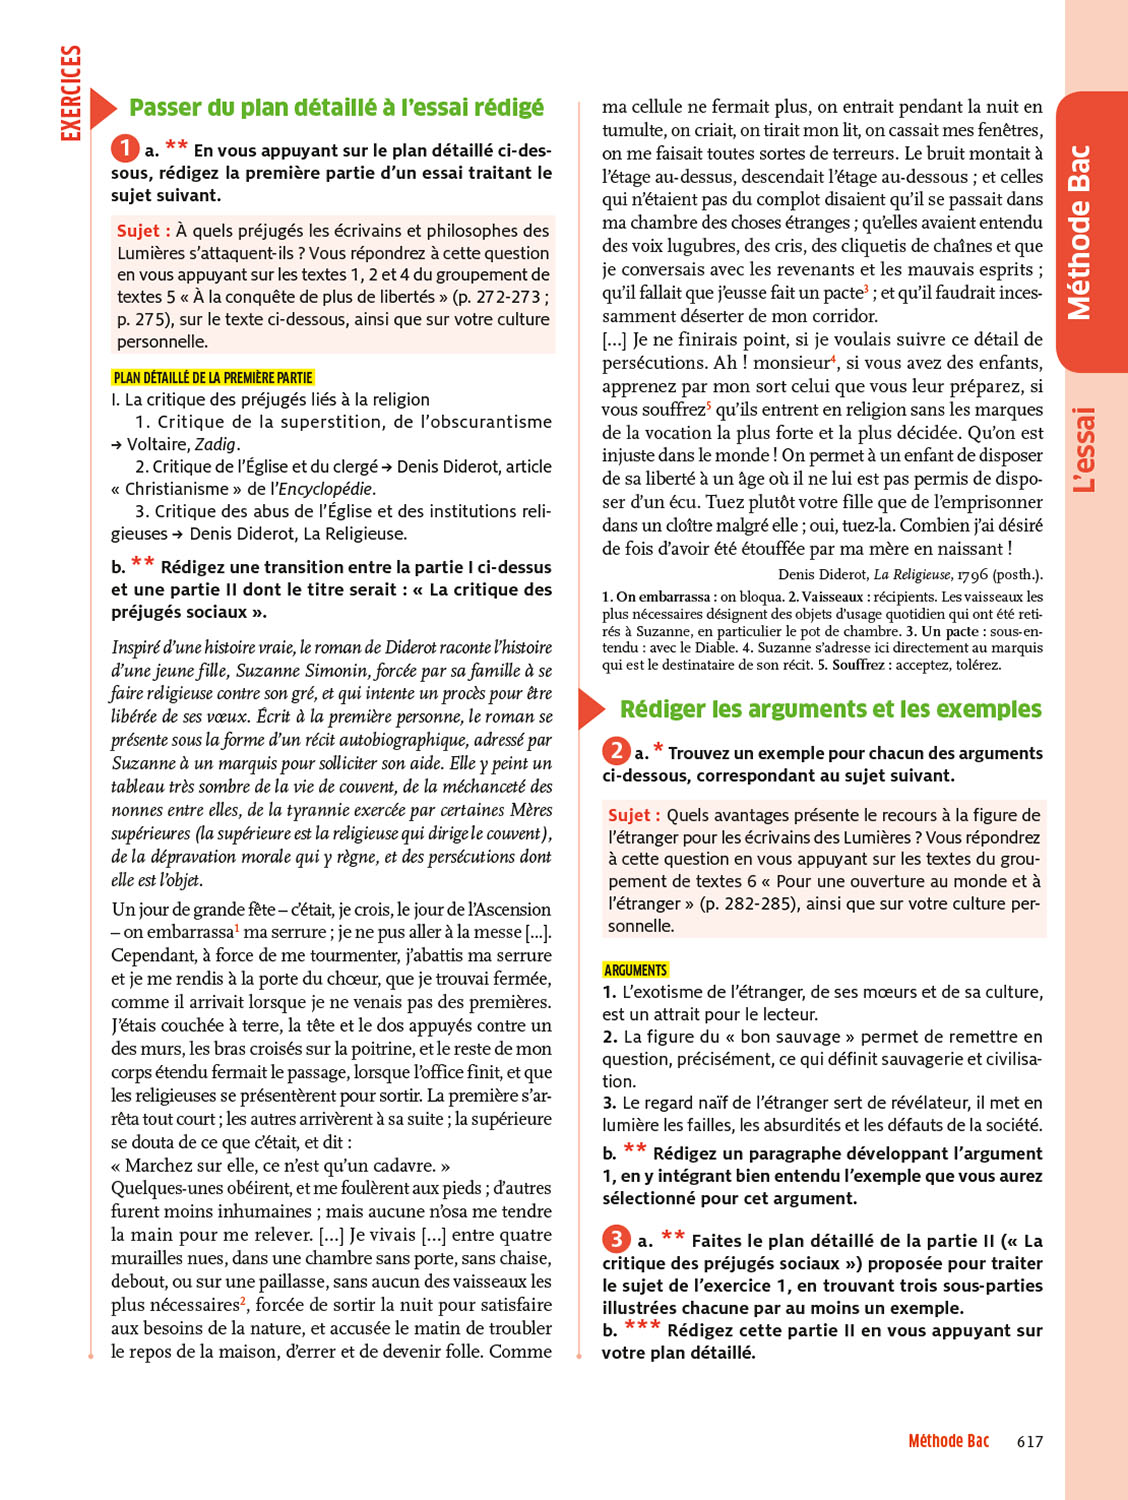 EXERCICES
Passer du plan détaillé à l'essai rédigé
1 a. ** En vous appuyant sur le plan détaillé ci-des-
sous, rédigez la première partie d'un essai traitant le
sujet suivant.
Sujet : À quels préjugés les écrivains et philosophes des
Lumières s'attaquent-ils ? Vous répondrez à cette question
en vous appuyant sur les textes 1, 2 et 4 du groupement de
textes 5 « À la conquête de plus de libertés » (p. 272-273 ;
p. 275), sur le texte ci-dessous, ainsi que sur votre culture
personnelle.
PLAN DÉTAILLÉ DE LA PREMIÈRE PARTIE
I. La critique des préjugés liés à la religion
1. Critique de la superstition, de l'obscurantisme
→ Voltaire, Zadig.
2. Critique de l'Église et du clergé → Denis Diderot, article
« Christianisme » de l'Encyclopédie.
3. Critique des abus de l'Église et des institutions reli-
gieuses → Denis Diderot, La Religieuse.
b. ** Rédigez une transition entre la partie I ci-dessus
et une partie II dont le titre serait : « La critique des
préjugés sociaux ».
Inspiré d'une histoire vraie, le roman de Diderot raconte l'histoire
d'une jeune fille, Suzanne Simonin, forcée par sa famille à se
faire religieuse contre son gré, et qui intente un procès pour être
libérée de ses vœux. Écrit à la première personne, le roman se
présente sous la forme d'un récit autobiographique, adressé par
Suzanne à un marquis pour solliciter son aide. Elle y peint un
tableau très sombre de la vie de couvent, de la méchanceté des
nonnes entre elles, de la tyrannie exercée par certaines Mères
supérieures (la supérieure est la religieuse qui dirige le couvent),
de la dépravation morale qui y règne, et des persécutions dont
elle est l'objet.
Un jour de grande fête – c'était, je crois, le jour de l'Ascension
– on embarrassa1 ma serrure ; je ne pus aller à la messe [...].
Cependant, à force de me tourmenter, j'abattis ma serrure
et je me rendis à la porte du chœur, que je trouvai fermée,
comme il arrivait lorsque je ne venais pas des premières.
J'étais couchée à terre, la tête et le dos appuyés contre un
des murs, les bras croisés sur la poitrine, et le reste de mon
corps étendu fermait le passage, lorsque l'office finit, et que
les religieuses se présentèrent pour sortir. La première s'ar-
rêta tout court ; les autres arrivèrent à sa suite ; la supérieure
se douta de ce que c'était, et dit :
« Marchez sur elle, ce n'est qu'un cadavre. »
Quelques-unes obéirent, et me foulèrent aux pieds ; d'autres
furent moins inhumaines ; mais aucune n'osa me tendre
la main pour me relever. [...] Je vivais [...] entre quatre
murailles nues, dans une chambre sans porte, sans chaise,
debout, ou sur une paillasse, sans aucun des vaisseaux les
plus nécessaires2, forcée de sortir la nuit pour satisfaire
aux besoins de la nature, et accusée le matin de troubler
le repos de la maison, d'errer et de devenir folle. Comme
ma cellule ne fermait plus, on entrait pendant la nuit en
tumulte, on criait, on tirait mon lit, on cassait mes fenêtres,
on me faisait toutes sortes de terreurs. Le bruit montait à
l'étage au-dessus, descendait l'étage au-dessous ; et celles
qui n'étaient pas du complot disaient qu'il se passait dans
ma chambre des choses étranges ; qu'elles avaient entendu
des voix lugubres, des cris, des cliquetis de chaînes et que
je conversais avec les revenants et les mauvais esprits ;
qu'il fallait que j'eusse fait un pacte3 ; et qu'il faudrait inces-
samment déserter de mon corridor.
[...] Je ne finirais point, si je voulais suivre ce détail de
persécutions. Ah ! monsieur4, si vous avez des enfants,
apprenez par mon sort celui que vous leur préparez, si
vous souffrez5 qu'ils entrent en religion sans les marques
de la vocation la plus forte et la plus décidée. Qu'on est
injuste dans le monde ! On permet à un enfant de disposer
de sa liberté à un âge où il ne lui est pas permis de dispo-
ser d'un écu. Tuez plutôt votre fille que de l'emprisonner
dans un cloître malgré elle ; oui, tuez-la. Combien j'ai désiré
de fois d'avoir été étouffée par ma mère en naissant !
Denis Diderot, La Religieuse, 1796 (posth.).
1. On embarrassa : on bloqua. 2. Vaisseaux : récipients. Les vaisseaux les
plus nécessaires désignent des objets d'usage quotidien qui ont été reti-
rés à Suzanne, en particulier le pot de chambre. 3. Un pacte : sous-en-
tendu : avec le Diable. 4. Suzanne s'adresse ici directement au marquis
qui est le destinataire de son récit. 5. Souffrez : acceptez, tolérez.
Rédiger les arguments et les exemples
2 a. * Trouvez un exemple pour chacun des arguments
ci-dessous, correspondant au sujet suivant.
Sujet : Quels avantages présente le recours à la figure de
l'étranger pour les écrivains des Lumières ? Vous répondrez
à cette question en vous appuyant sur les textes du grou-
pement de textes 6 « Pour une ouverture au monde et à
l'étranger » (p. 282-285), ainsi que sur votre culture per-
sonnelle.
ARGUMENTS
1. L'exotisme de l'étranger, de ses mœurs et de sa culture,
est un attrait pour le lecteur.
2. La figure du « bon sauvage » permet de remettre en
question, précisément, ce qui définit sauvagerie et civilisa-
tion.
3. Le regard naïf de l'étranger sert de révélateur, il met en
lumière les failles, les absurdités et les défauts de la société.
b. ** Rédigez un paragraphe développant l'argument
1, en y intégrant bien entendu l'exemple que vous aurez
sélectionné pour cet argument.
3 a. ** Faites le plan détaillé de la partie II (« La
critique des préjugés sociaux ») proposée pour traiter
le sujet de l'exercice 1, en trouvant trois sous-parties
illustrées chacune par au moins un exemple.
b. *** Rédigez cette partie II en vous appuyant sur
votre plan détaillé.
Méthode Bac
L'essai
Méthode Bac 617